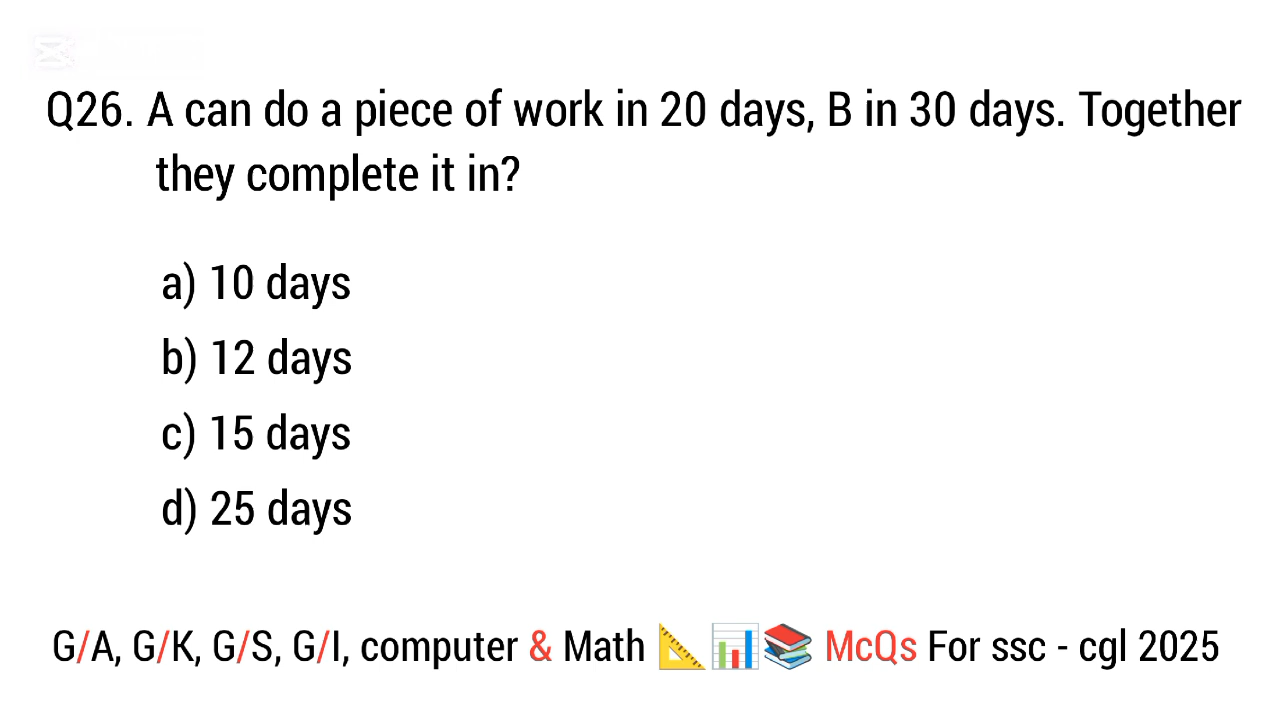 Q26. A can do a piece of work in 20 days, B in 30 days. Together
they complete it in?
a) 10 days
b) 12 days
c) 15 days
d) 25 days
G/A, G/K, G/S, G/I, computer & Math 📐📊📚 McQs For ssc - cgl 2025